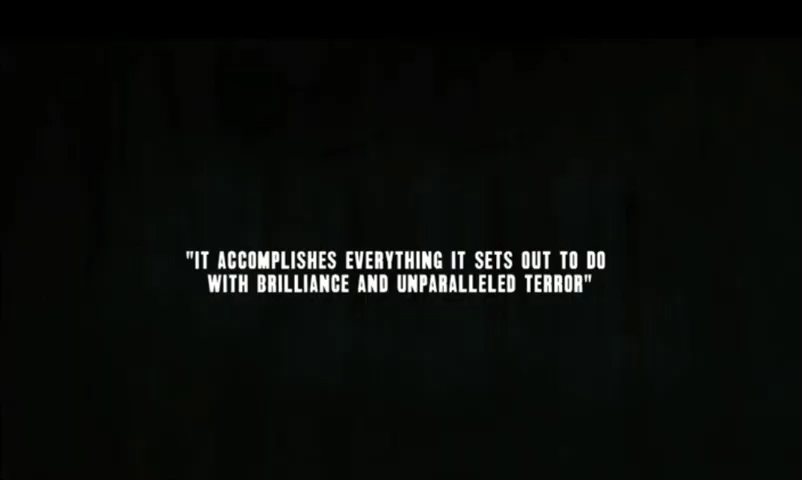 "IT ACCOMPLISHES EVERYTHING IT SETS OUT TO DO
WITH BRILLIANCE AND UNPARALLELED TERROR"